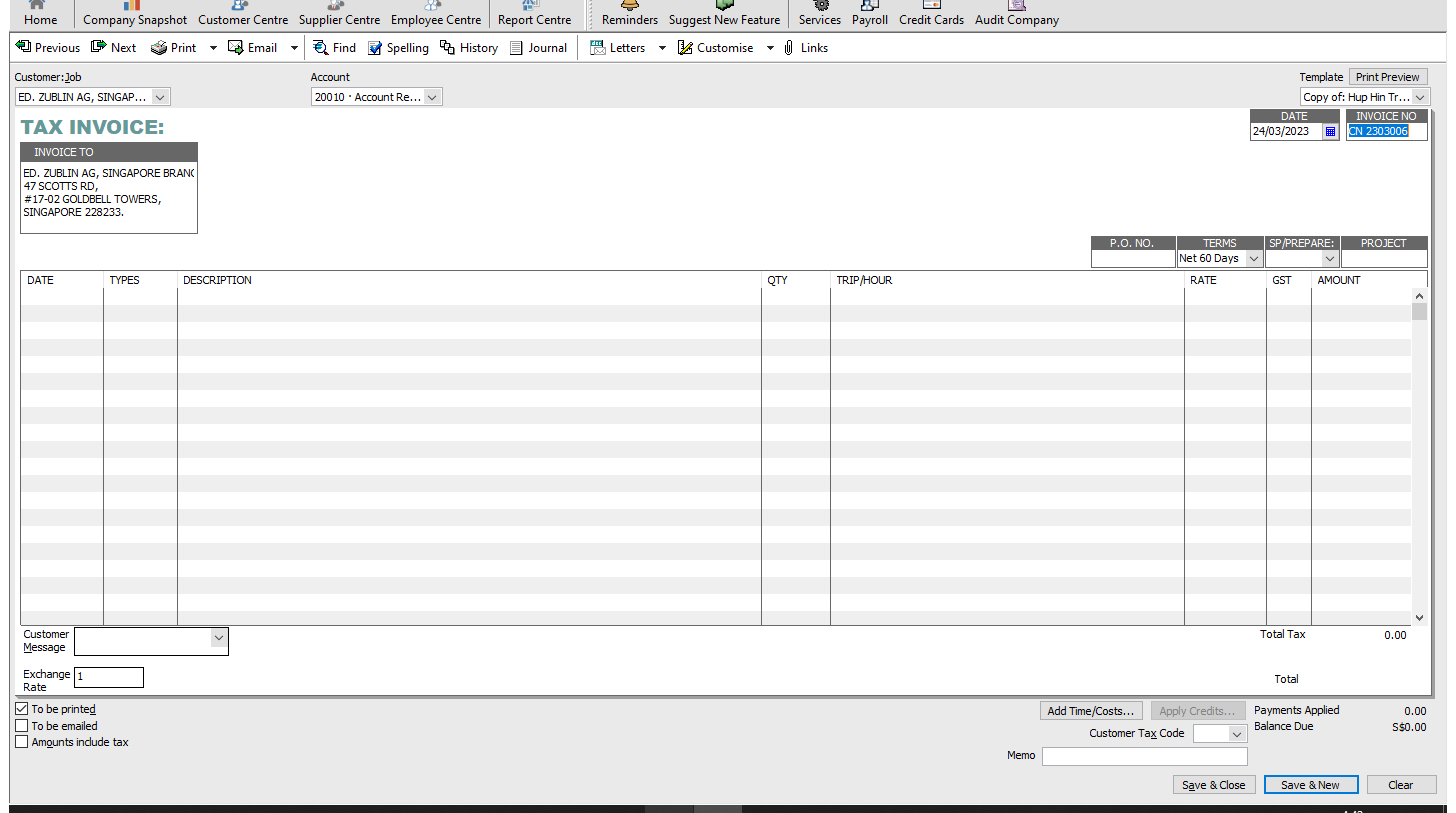 Home Company Snapshot Customer Centre Supplier Centre Employee Centre Report Centre Reminders Suggest New Feature Services Payroll Credit Cards Audit Company
Previous Next Print Email Find Spelling History Journal Letters Customise Links
Customer:Job Account Template Print Preview
ED. ZUBLIN AG, SINGAP... 20010 · Account Re... Copy of: Hup Hin Tr...
TAX INVOICE: DATE INVOICE NO
24/03/2023 CN 2303006
INVOICE TO
ED. ZUBLIN AG, SINGAPORE BRANC
47 SCOTTS RD,
#17-02 GOLDBELL TOWERS,
SINGAPORE 228233.
P.O. NO. TERMS SP/PREPARE: PROJECT
Net 60 Days
DATE TYPES DESCRIPTION QTY TRIP/HOUR RATE GST AMOUNT
Customer Message Total Tax 0.00
Exchange Rate 1 Total
To be printed Add Time/Costs... Apply Credits... Payments Applied 0.00
To be emailed Customer Tax Code Balance Due S$0.00
Amounts include tax
Memo
Save & Close Save & New Clear